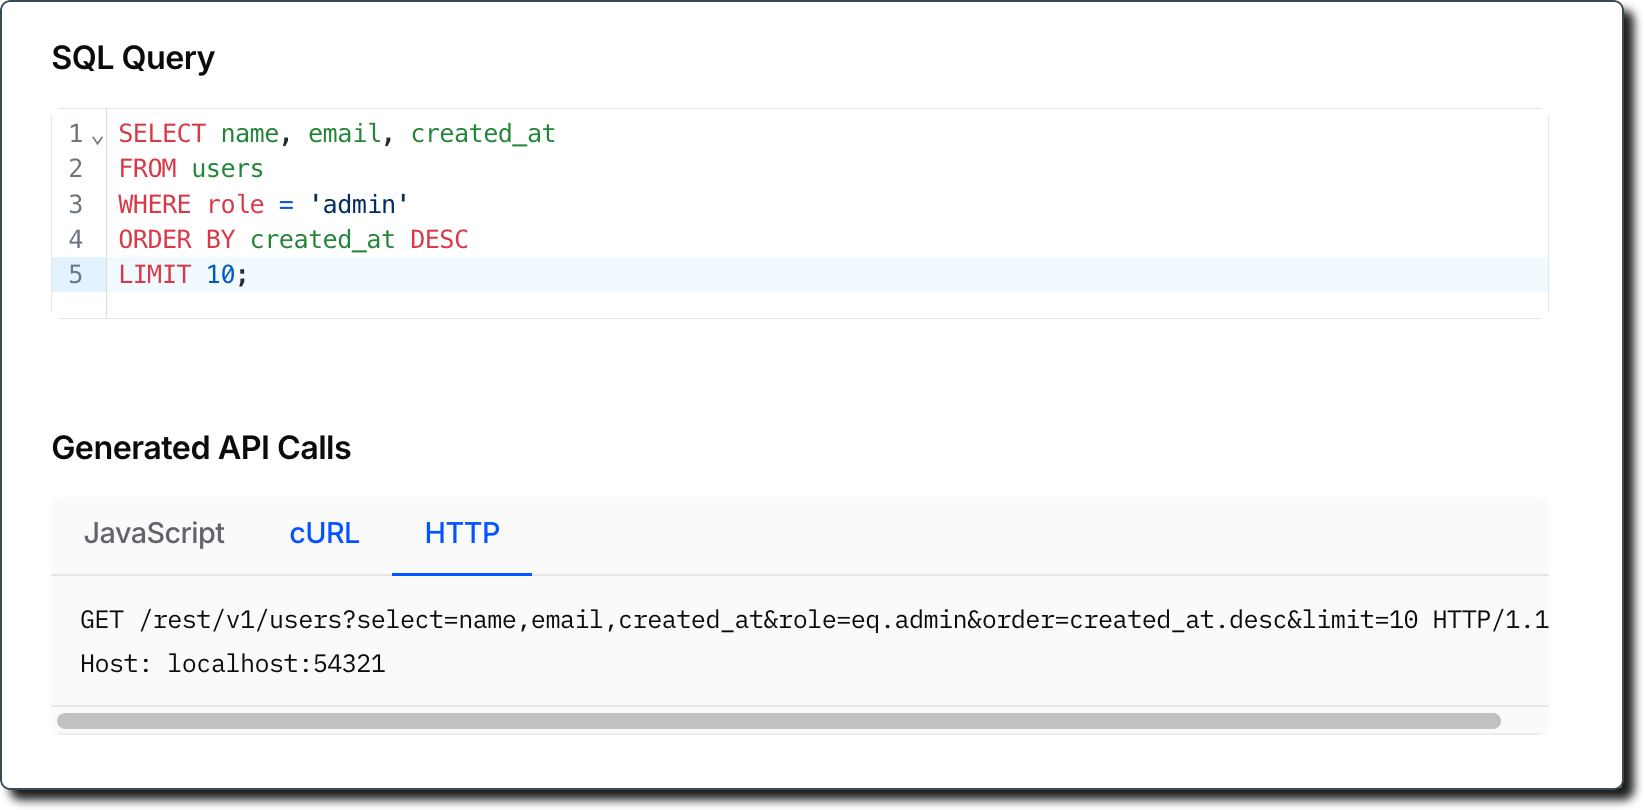 SQL Query
1 SELECT name, email, created_at
2 FROM users
3 WHERE role = 'admin'
4 ORDER BY created_at DESC
5 LIMIT 10;
Generated API Calls
JavaScript cURL HTTP
GET /rest/v1/users?select=name,email,created_at&role=eq.admin&order=created_at.desc&limit=10 HTTP/1.1
Host: localhost:54321